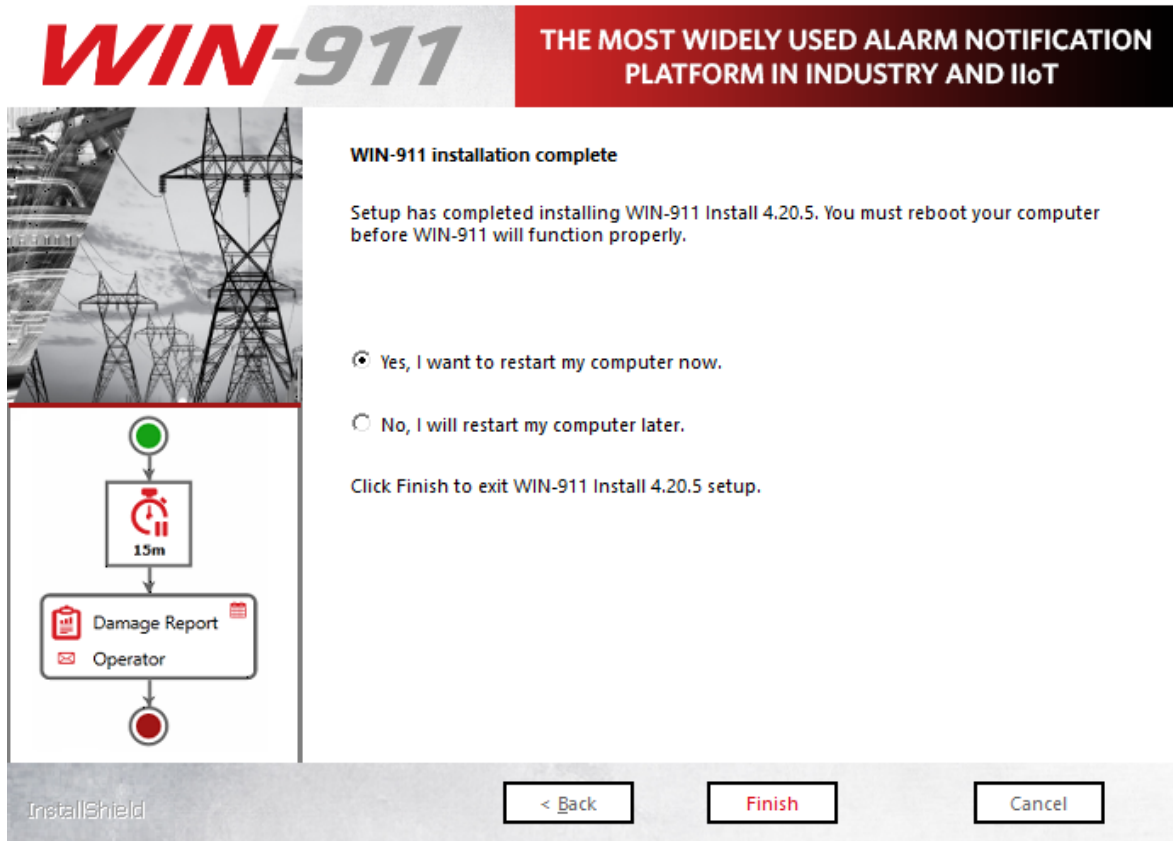 WIN-911
THE MOST WIDELY USED ALARM NOTIFICATION
PLATFORM IN INDUSTRY AND IIoT
WIN-911 installation complete
Setup has completed installing WIN-911 Install 4.20.5. You must reboot your computer
before WIN-911 will function properly.
Yes, I want to restart my computer now.
No, I will restart my computer later.
Click Finish to exit WIN-911 Install 4.20.5 setup.
15m
Damage Report
Operator
InstallShield
< Back
Finish
Cancel